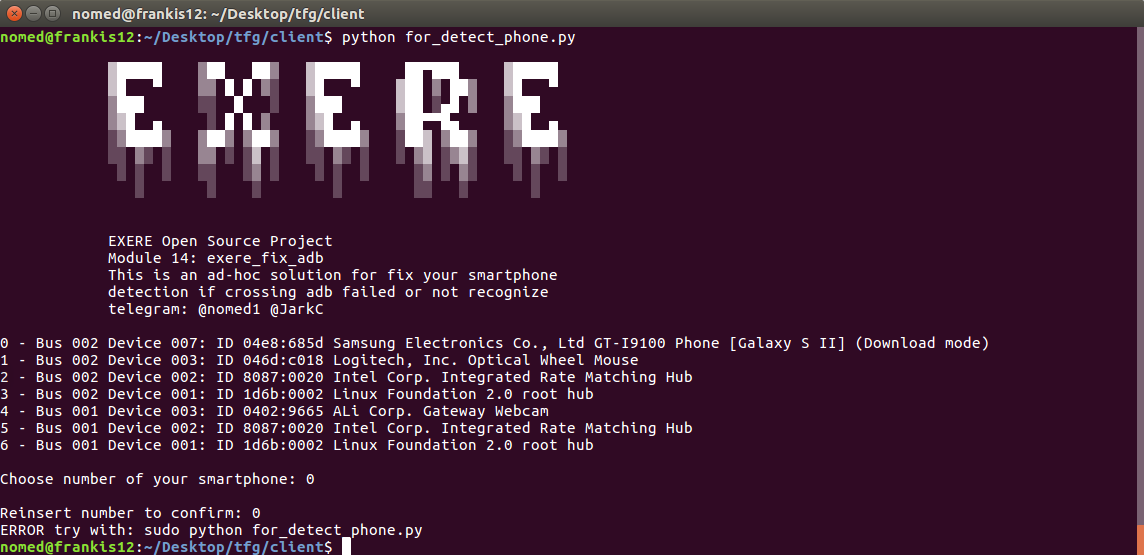 nomed@frankis12: ~/Desktop/tfg/client
nomed@frankis12:~/Desktop/tfg/client$ python for_detect_phone.py
EXERE
EXERE Open Source Project
Module 14: exere_fix_adb
This is an ad-hoc solution for fix your smartphone
detection if crossing adb failed or not recognize
telegram: @nomed1 @JarkC
0 - Bus 002 Device 007: ID 04e8:685d Samsung Electronics Co., Ltd GT-I9100 Phone [Galaxy S II] (Download mode)
1 - Bus 002 Device 003: ID 046d:c018 Logitech, Inc. Optical Wheel Mouse
2 - Bus 002 Device 002: ID 8087:0020 Intel Corp. Integrated Rate Matching Hub
3 - Bus 002 Device 001: ID 1d6b:0002 Linux Foundation 2.0 root hub
4 - Bus 001 Device 003: ID 0402:9665 ALi Corp. Gateway Webcam
5 - Bus 001 Device 002: ID 8087:0020 Intel Corp. Integrated Rate Matching Hub
6 - Bus 001 Device 001: ID 1d6b:0002 Linux Foundation 2.0 root hub
Choose number of your smartphone: 0
Reinsert number to confirm: 0
ERROR try with: sudo python for_detect_phone.py
nomed@frankis12:~/Desktop/tfg/client$